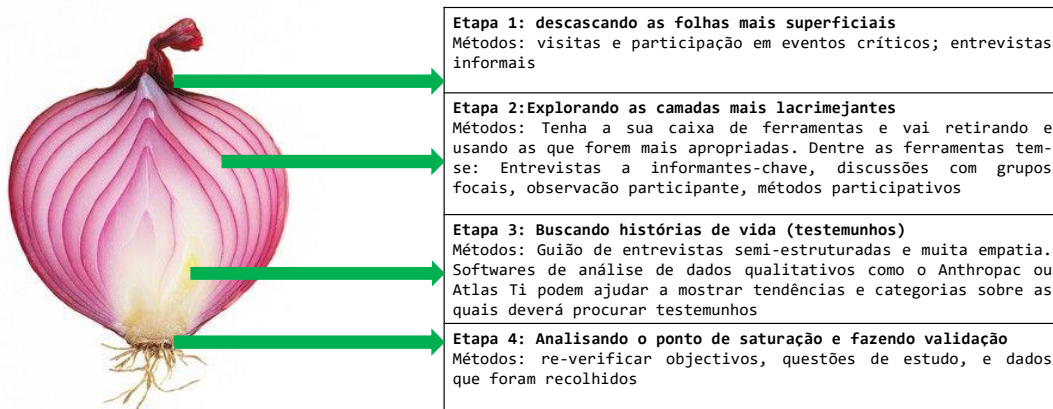 Etapa 1: descascando as folhas mais superficiais
Métodos: visitas e participação em eventos críticos; entrevistas
informais
Etapa 2:Explorando as camadas mais lacrimejantes
Métodos: Tenha a sua caixa de ferramentas e vai retirando e
usando as que forem mais apropriadas. Dentre as ferramentas tem-
se: Entrevistas a informantes-chave, discussões com grupos
focais, observacão participante, métodos participativos
Etapa 3: Buscando histórias de vida (testemunhos)
Métodos: Guião de entrevistas semi-estruturadas e muita empatia.
Softwares de análise de dados qualitativos como o Anthropac ou
Atlas Ti podem ajudar a mostrar tendências e categorias sobre as
quais deverá procurar testemunhos
Etapa 4: Analisando o ponto de saturação e fazendo validação
Métodos: re-verificar objectivos, questões de estudo, e dados
que foram recolhidos